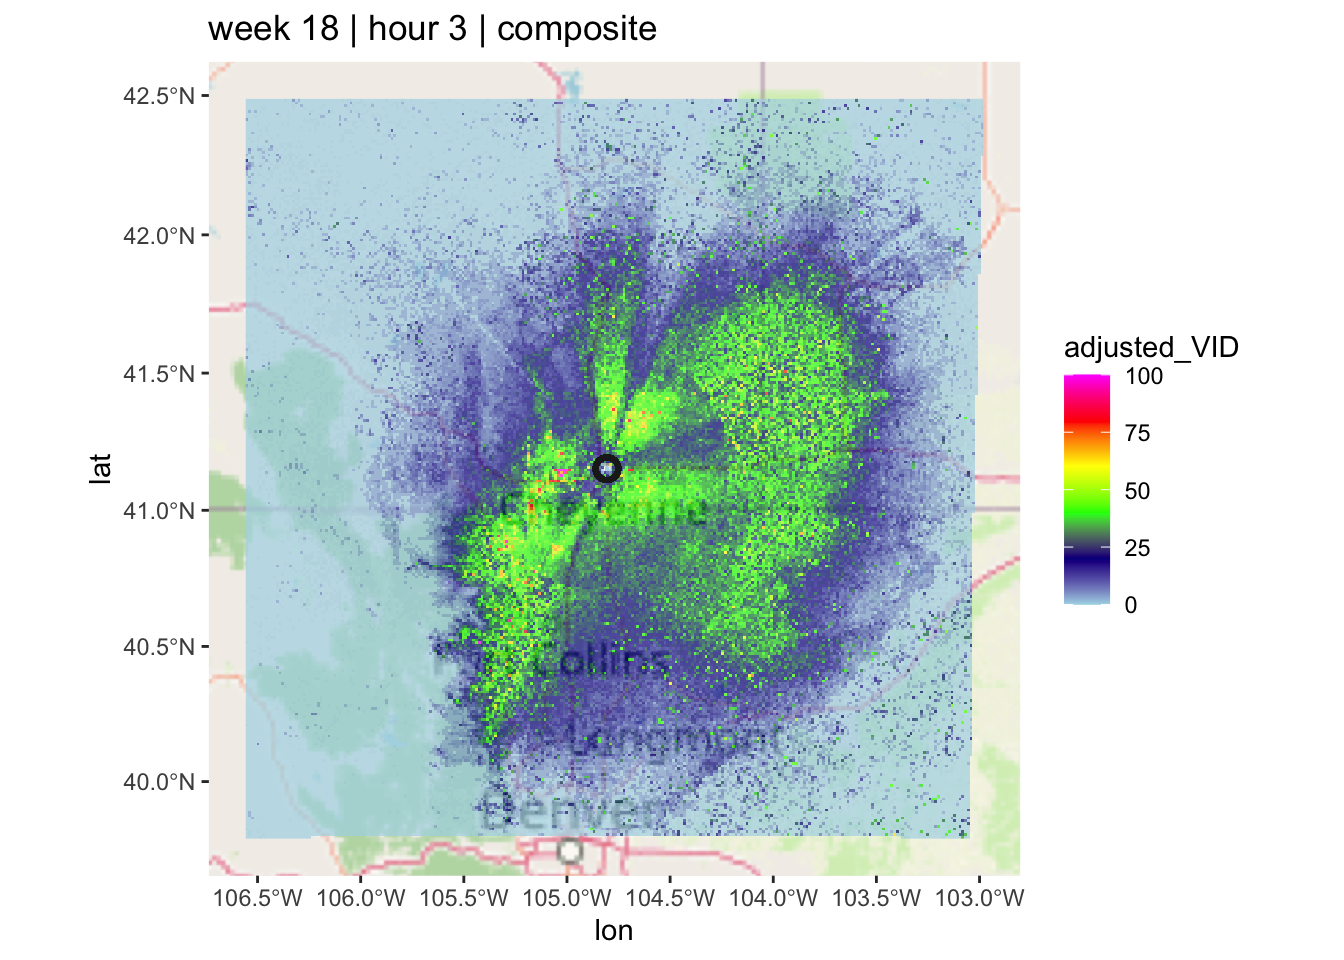 week 18 | hour 3 | composite
42.5°N
42.0°N
41.5°N
41.0°N
40.5°N
40.0°N
lat
106.5°W 106.0°W 105.5°W 105.0°W 104.5°W 104.0°W 103.5°W 103.0°W
lon
adjusted_VID
100
75
50
25
0
Collins
Longmont
Denver